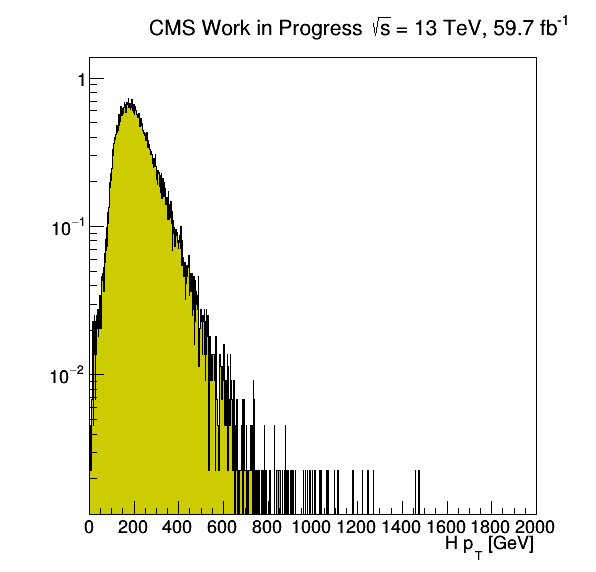 CMS Work in Progress √s = 13 TeV, 59.7 fb⁻¹
1
10⁻¹
10⁻²
0 200 400 600 800 1000 1200 1400 1600 1800 2000
H p_T [GeV]